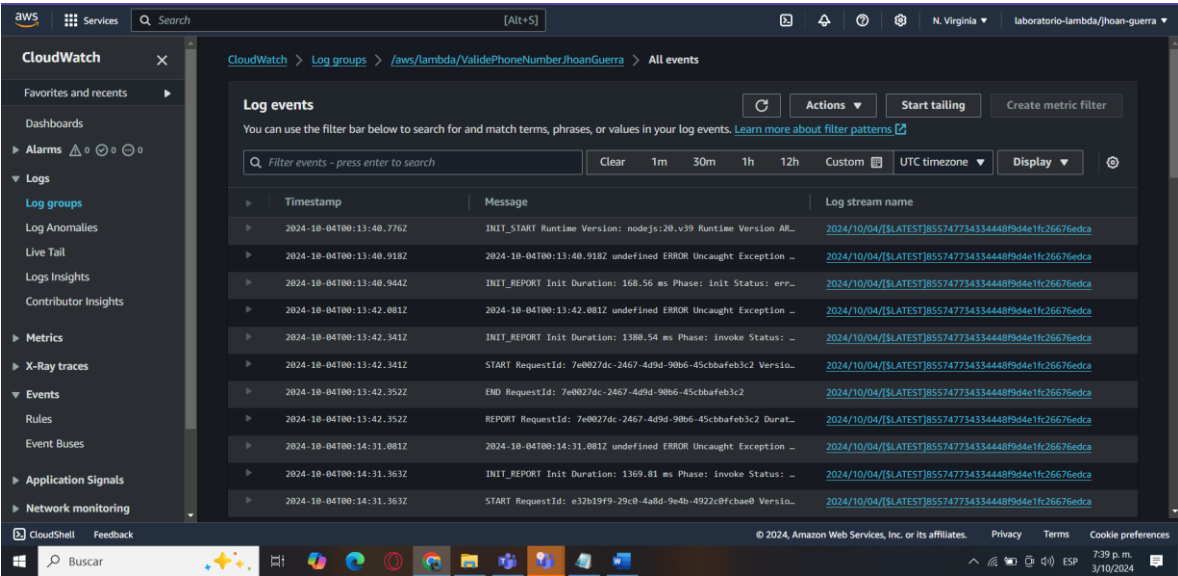 aws Services Search [Alt+S] N. Virginia laboratorio-lambda/jhoan-guerra
CloudWatch
Favorites and recents
Dashboards
Alarms 0 0 0
Logs
Log groups
Log Anomalies
Live Tail
Logs Insights
Contributor Insights
Metrics
X-Ray traces
Events
Rules
Event Buses
Application Signals
Network monitoring
CloudWatch > Log groups > /aws/lambda/ValidePhoneNumberJhoanGuerra > All events
Log events
Actions Start tailing Create metric filter
You can use the filter bar below to search for and match terms, phrases, or values in your log events. Learn more about filter patterns
Filter events - press enter to search Clear 1m 30m 1h 12h Custom UTC timezone Display
Timestamp Message Log stream name
2024-10-04T00:13:40.776Z INIT_START Runtime Version: nodejs:20.v39 Runtime Version AR… 2024/10/04/[$LATEST]855747734334448f9d4e1fc26676edca
2024-10-04T00:13:40.918Z 2024-10-04T00:13:40.918Z undefined ERROR Uncaught Exception … 2024/10/04/[$LATEST]855747734334448f9d4e1fc26676edca
2024-10-04T00:13:40.944Z INIT_REPORT Init Duration: 168.56 ms Phase: init Status: err… 2024/10/04/[$LATEST]855747734334448f9d4e1fc26676edca
2024-10-04T00:13:42.081Z 2024-10-04T00:13:42.081Z undefined ERROR Uncaught Exception … 2024/10/04/[$LATEST]855747734334448f9d4e1fc26676edca
2024-10-04T00:13:42.341Z INIT_REPORT Init Duration: 1380.54 ms Phase: invoke Status: … 2024/10/04/[$LATEST]855747734334448f9d4e1fc26676edca
2024-10-04T00:13:42.341Z START RequestId: 7e0027dc-2467-4d9d-90b6-45cbbafeb3c2 Versio… 2024/10/04/[$LATEST]855747734334448f9d4e1fc26676edca
2024-10-04T00:13:42.352Z END RequestId: 7e0027dc-2467-4d9d-90b6-45cbbafeb3c2 2024/10/04/[$LATEST]855747734334448f9d4e1fc26676edca
2024-10-04T00:13:42.352Z REPORT RequestId: 7e0027dc-2467-4d9d-90b6-45cbbafeb3c2 Durat… 2024/10/04/[$LATEST]855747734334448f9d4e1fc26676edca
2024-10-04T00:14:31.081Z 2024-10-04T00:14:31.081Z undefined ERROR Uncaught Exception … 2024/10/04/[$LATEST]855747734334448f9d4e1fc26676edca
2024-10-04T00:14:31.363Z INIT_REPORT Init Duration: 1369.81 ms Phase: invoke Status: … 2024/10/04/[$LATEST]855747734334448f9d4e1fc26676edca
2024-10-04T00:14:31.363Z START RequestId: e32b19f9-29c0-4a8d-9e4b-4922c0fcbae0 Versio… 2024/10/04/[$LATEST]855747734334448f9d4e1fc26676edca
CloudShell Feedback © 2024, Amazon Web Services, Inc. or its affiliates. Privacy Terms Cookie preferences
Buscar ESP 7:39 p. m.
3/10/2024